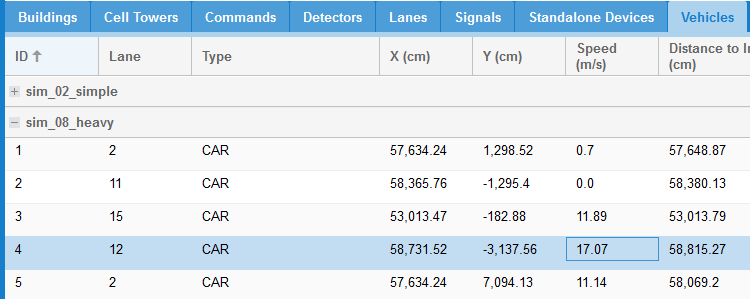 Buildings Cell Towers Commands Detectors Lanes Signals Standalone Devices Vehicles
ID Lane Type X (cm) Y (cm) Speed (m/s) Distance to (cm)
sim_02_simple
sim_08_heavy
1 2 CAR 57,634.24 1,298.52 0.7 57,648.87
2 11 CAR 58,365.76 -1,295.4 0.0 58,380.13
3 15 CAR 53,013.47 -182.88 11.89 53,013.79
4 12 CAR 58,731.52 -3,137.56 17.07 58,815.27
5 2 CAR 57,634.24 7,094.13 11.14 58,069.2